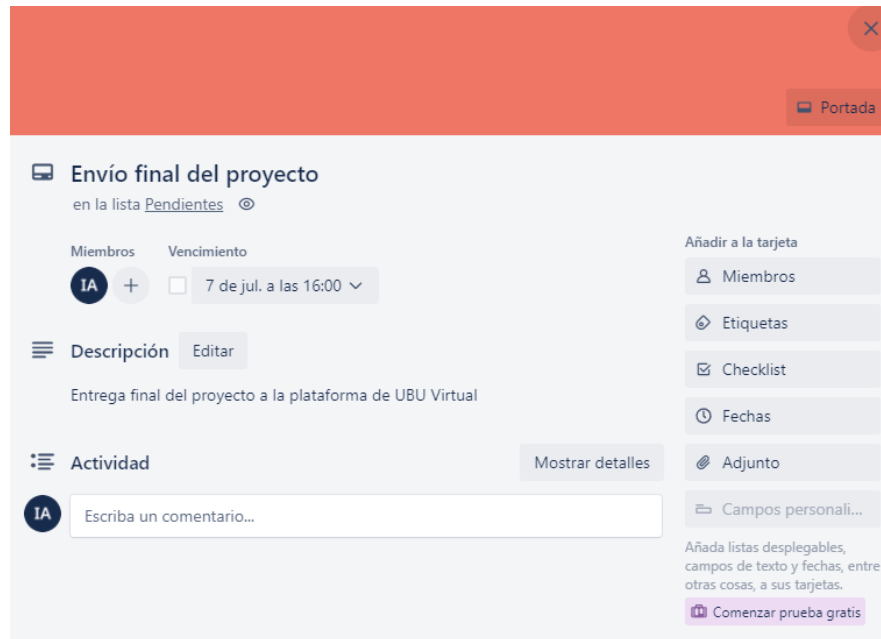 Portada
Envío final del proyecto
en la lista Pendientes
Miembros Vencimiento
IA + 7 de jul. a las 16:00
Descripción Editar
Entrega final del proyecto a la plataforma de UBU Virtual
Actividad Mostrar detalles
IA Escriba un comentario...
Añadir a la tarjeta
Miembros
Etiquetas
Checklist
Fechas
Adjunto
Campos personali...
Añada listas desplegables,
campos de texto y fechas, entre
otras cosas, a sus tarjetas.
Comenzar prueba gratis